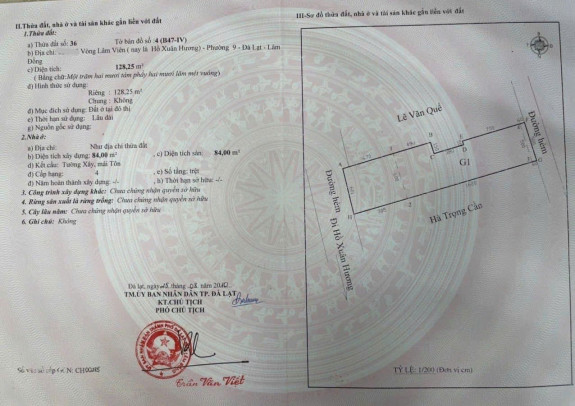 II.Thửa đất, nhà ở và tài sản khác gắn liền với đất
1.Thửa đất:
a) Thửa đất số: 36 Tờ bản đồ số :4 (B47-IV)
b) Địa chỉ: Vòng Lâm Viên ( nay là Hồ Xuân Hương) - Phường 9 - Đà Lạt - Lâm
Đồng
c) Diện tích: 128,25 m²
( Bằng chữ:Một trăm hai mươi tám phẩy hai mươi lăm mét vuông)
d) Hình thức sử dụng:
Riêng : 128,25 m²
Chung : Không
đ) Mục đích sử dụng: Đất ở tại đô thị
e) Thời hạn sử dụng: Lâu dài
g) Nguồn gốc sử dụng:
2.Nhà ở:
a) Địa chỉ: Như địa chỉ thửa đất
b) Diện tích xây dựng: 84,00 m² , c) Diện tích sàn: 84,00 m²
d) Kết cấu: Tường Xây, mái Tôn
đ) Cấp hạng: 4 , e) Số tầng: trệt
g) Năm hoàn thành xây dựng: -/- h) Thời hạn sở hữu: -/-
3. Công trình xây dựng khác: Chưa chứng nhận quyền sở hữu
4. Rừng sản xuất là rừng trồng: Chưa chứng nhận quyền sở hữu
5. Cây lâu năm: Chưa chứng nhận quyền sở hữu
6. Ghi chú: Không
Đà lạt, ngày tháng năm
TM.ỦY BAN NHÂN DÂN TP. ĐÀ LẠT
KT.CHỦ TỊCH
PHÓ CHỦ TỊCH
Trần Văn Việt
III-Sơ đồ thửa đất, nhà ở và tài sản khác gắn liền với đất
Lê Văn Quế
Đường hẻm
G1
Hà Trọng Căn
Đường hẻm
Đi Hồ Xuân Hương
TỶ LỆ: 1/200 (Đơn vị cm)